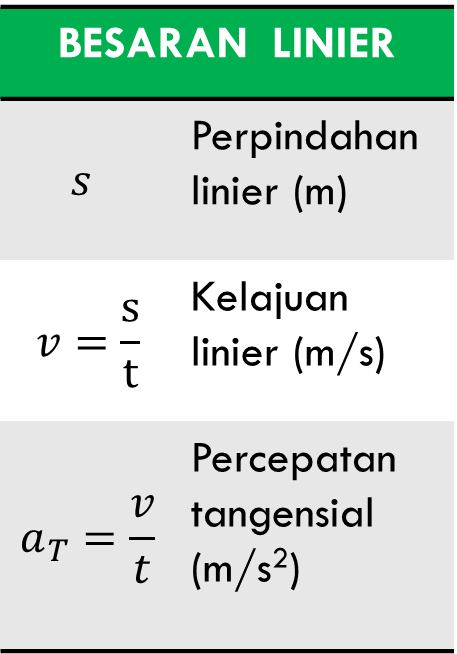 BESARAN LINIER
s
Perpindahan
linier (m)
v = s/t
Kelajuan
linier (m/s)
a_T = v/t
Percepatan
tangensial
(m/s²)